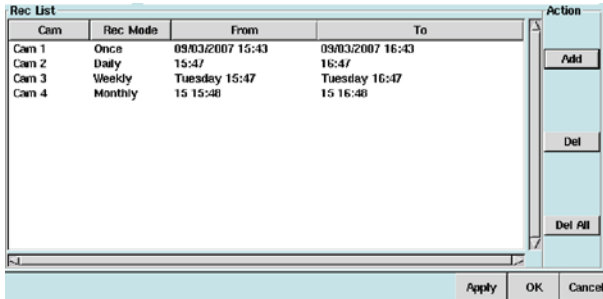 Rec List Action
Cam Rec Mode From To
Cam 1 Once 09/03/2007 15:43 09/03/2007 16:43
Cam 2 Daily 15:47 16:47
Cam 3 Weekly Tuesday 15:47 Tuesday 16:47
Cam 4 Monthly 15 15:48 15 16:48
Add
Del
Del All
Apply OK Cancel